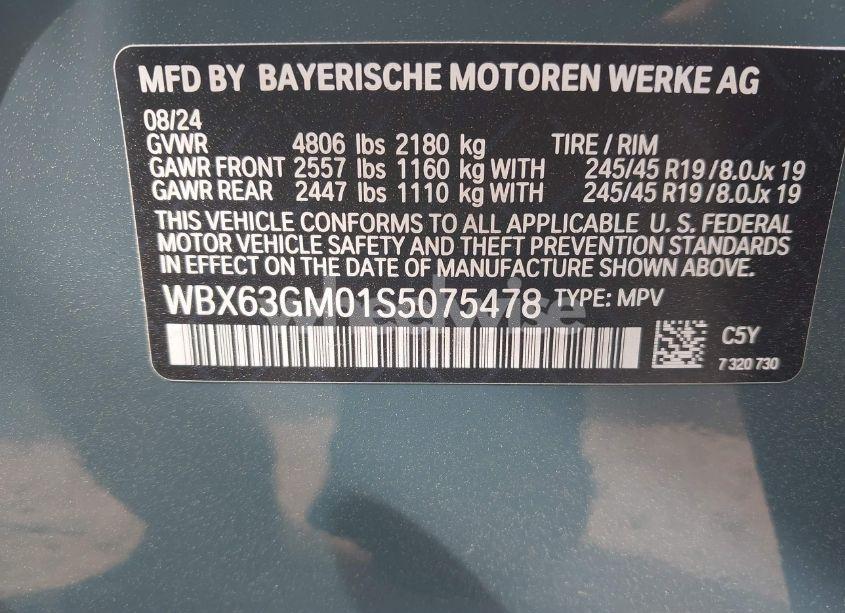 MFD BY BAYERISCHE MOTOREN WERKE AG
08/24
GVWR 4806 lbs 2180 kg TIRE / RIM
GAWR FRONT 2557 lbs 1160 kg WITH 245/45 R19 /8.0Jx 19
GAWR REAR 2447 lbs 1110 kg WITH 245/45 R19 /8.0Jx 19
THIS VEHICLE CONFORMS TO ALL APPLICABLE U. S. FEDERAL
MOTOR VEHICLE SAFETY AND THEFT PREVENTION STANDARDS
IN EFFECT ON THE DATE OF MANUFACTURE SHOWN ABOVE.
WBX63GM01S5075478 TYPE: MPV
C5Y
7 320 730